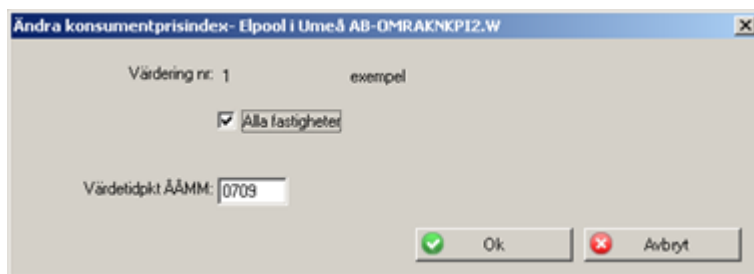 Ändra konsumentprisindex- Elpool i Umeå AB-OMRAKNKPI2.W
Värdering nr: 1 exempel
Alla fastigheter
Värdetidpkt ÅÅMM: 0709
Ok Avbryt